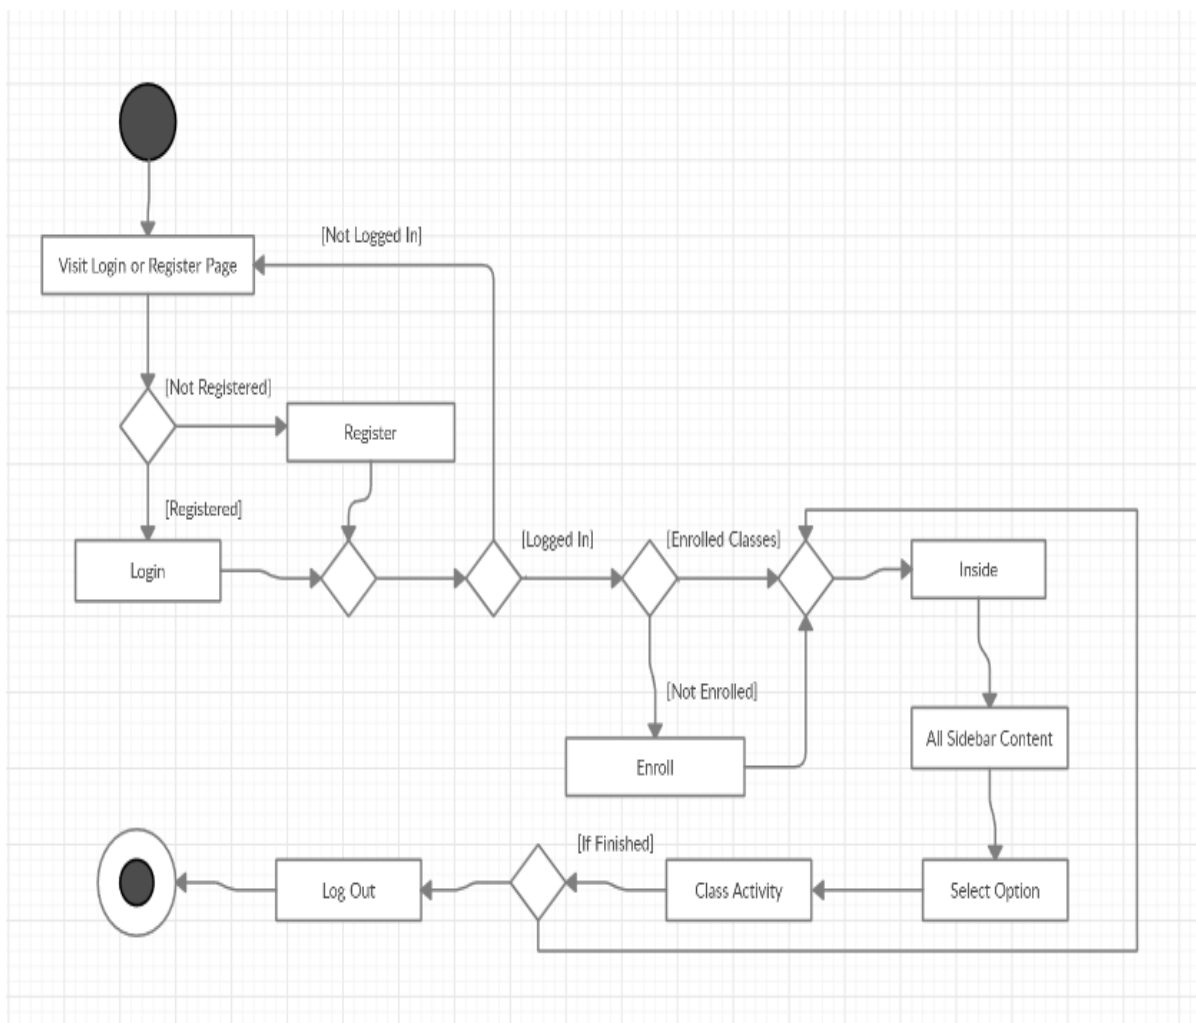 [Not Logged In]
Visit Login or Register Page
[Not Registered]
Register
[Registered]
[Logged In]
[Enrolled Classes]
Login
Inside
[Not Enrolled]
All Sidebar Content
Enroll
[If Finished]
Log Out
Class Activity
Select Option